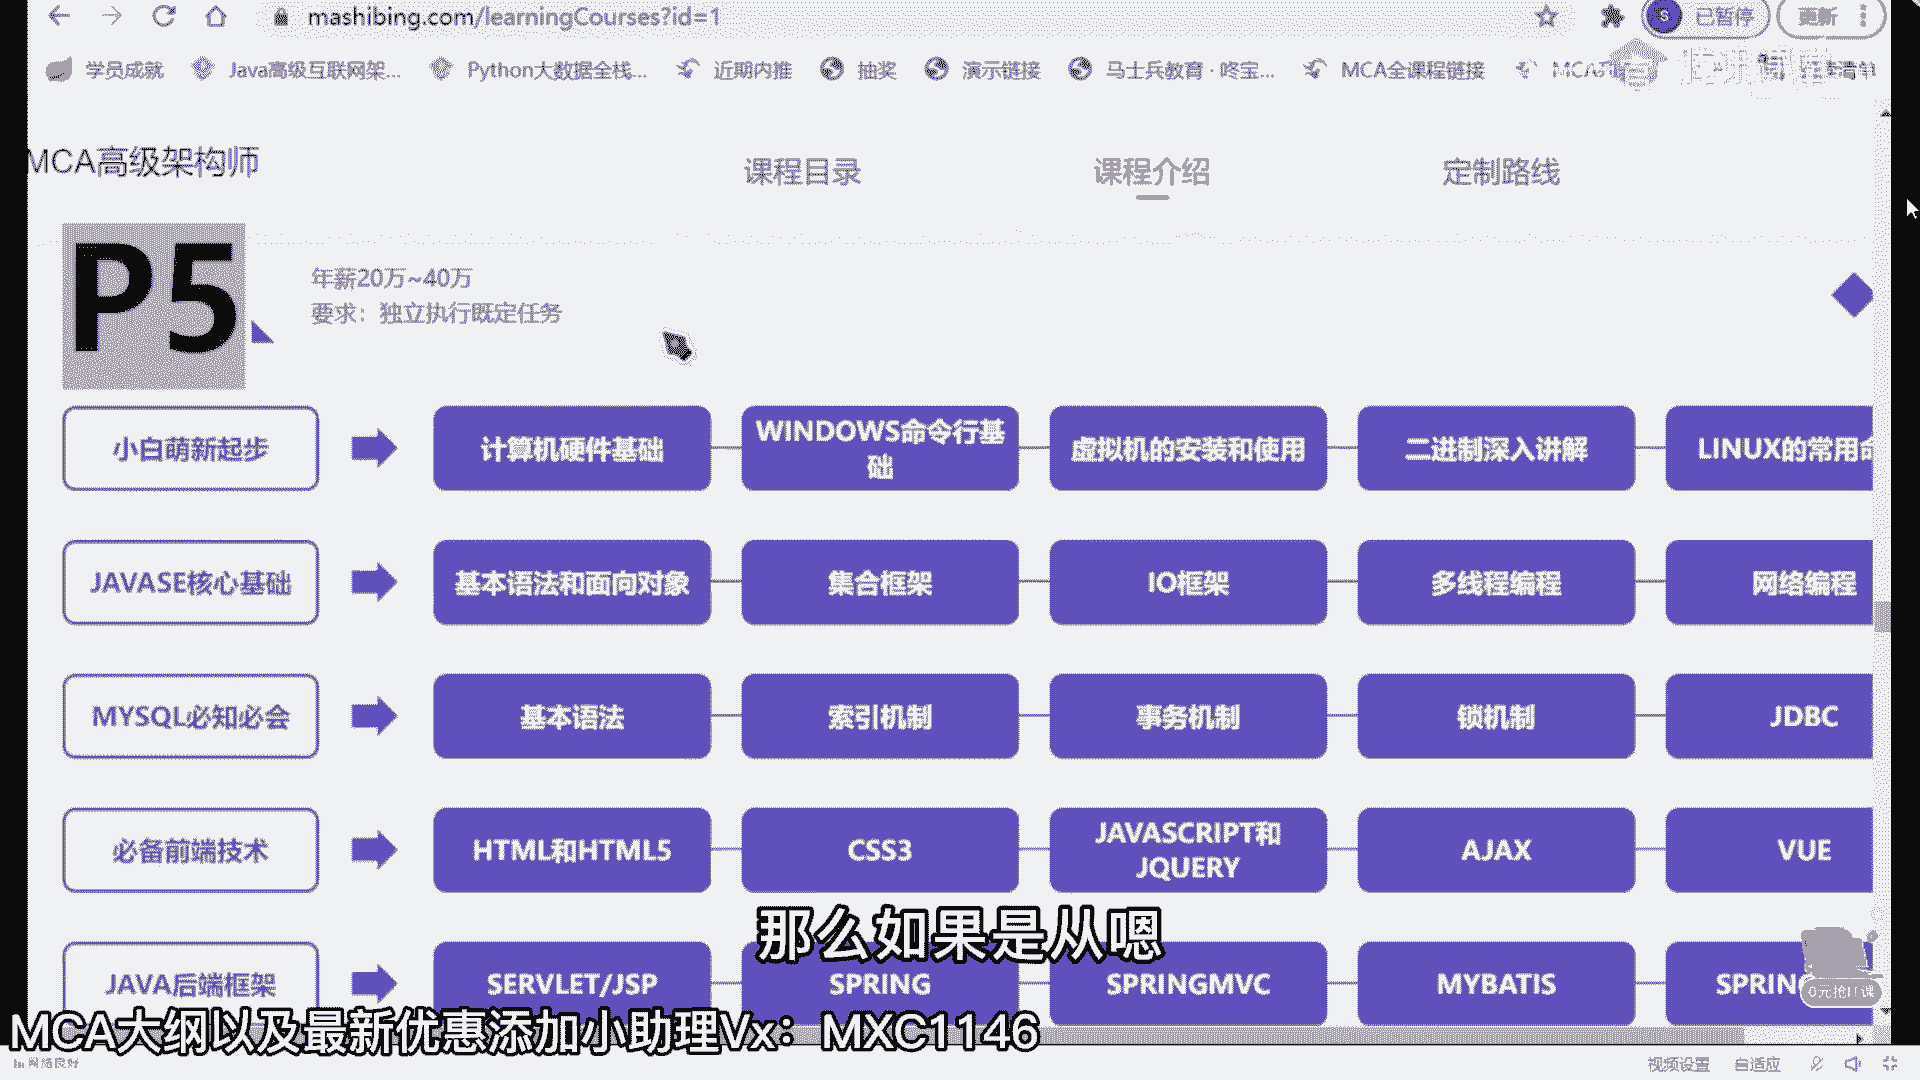 mashibing.com/learningCourses?id=1
S
已暂停
更新
学员成就
Java高级互联网架...
Python大数据全栈...
近期内推
抽奖
演示链接
马士兵教育 · 咚宝...
MCA全课程链接
MCA高级架构师
课程目录
课程介绍
定制路线
P5
年薪20万~40万
要求：独立执行既定任务
小白萌新起步
计算机硬件基础
WINDOWS命令行基
础
虚拟机的安装和使用
二进制深入讲解
LINUX的常用命
JAVASE核心基础
基本语法和面向对象
集合框架
IO框架
多线程编程
网络编程
MYSQL必知必会
基本语法
索引机制
事务机制
锁机制
JDBC
必备前端技术
HTML和HTML5
CSS3
JAVASCRIPT和
JQUERY
AJAX
VUE
那么如果是从嗯
JAVA后端框架
SERVLET/JSP
SPRING
SPRINGMVC
MYBATIS
SPRING
0元抢IT课
MCA大纲以及最新优惠添加小助理Vx：MXC1146
网络良好
视频设置
自适应